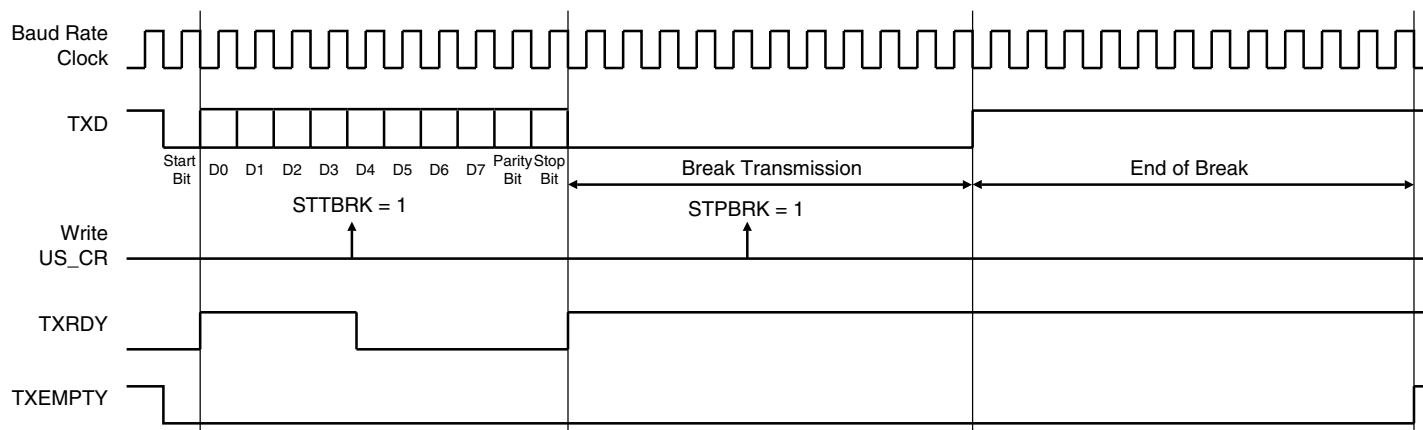 Baud Rate
Clock
TXD
Start
Bit
D0 D1 D2 D3 D4 D5 D6 D7
Parity
Bit
Stop
Bit
Break Transmission
End of Break
STTBRK = 1
STPBRK = 1
Write
US_CR
TXRDY
TXEMPTY